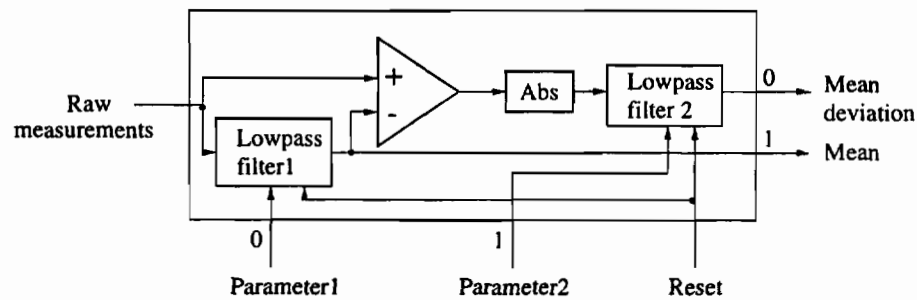 +
-
Abs
Lowpass
filter 2
0
Mean
deviation
Raw
measurements
Lowpass
filter1
1
Mean
0
1
Parameter1
Parameter2
Reset